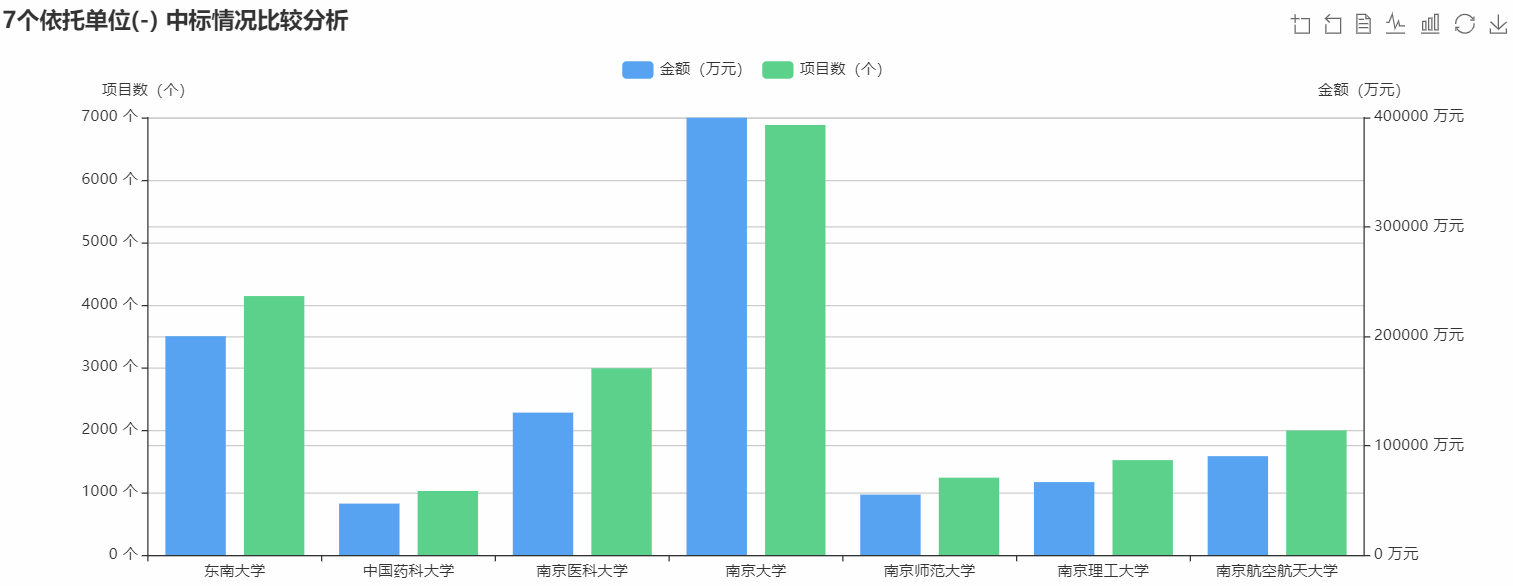 7个依托单位(-) 中标情况比较分析
金额（万元） 项目数（个）
项目数（个） 金额（万元）
7000 个 400000 万元
6000 个
300000 万元
5000 个
4000 个
200000 万元
3000 个
2000 个
100000 万元
1000 个
0 个 0 万元
东南大学 中国药科大学 南京医科大学 南京大学 南京师范大学 南京理工大学 南京航空航天大学